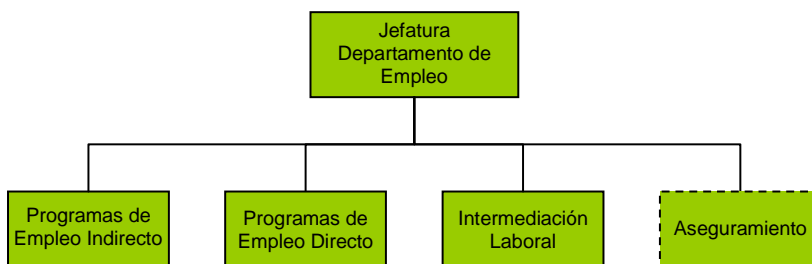 Jefatura
Departamento de
Empleo
Programas de
Empleo Indirecto
Programas de
Empleo Directo
Intermediación
Laboral
Aseguramiento